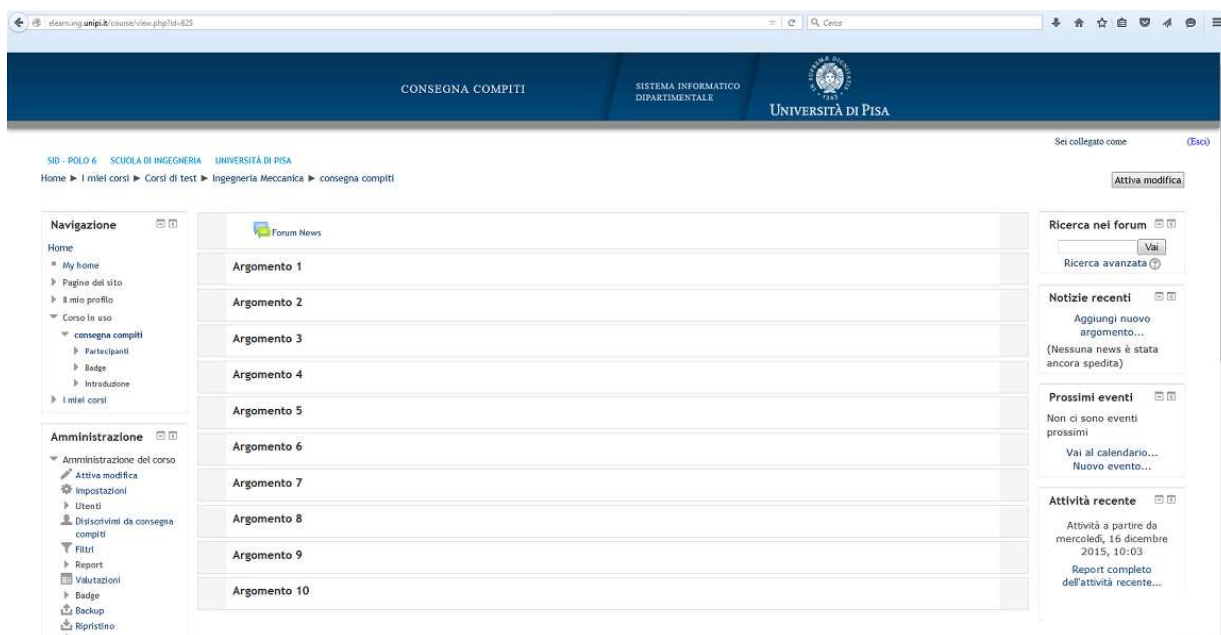 elearn.ing.unipi.it/course/view.php?id=625
Cerca
CONSEGNA COMPITI
SISTEMA INFORMATICO
DIPARTIMENTALE
IN SUPREMA DIGNITATIS
1343
UNIVERSITÀ DI PISA
Sei collegato come (Esci)
SID - POLO 6 SCUOLA DI INGEGNERIA UNIVERSITÀ DI PISA
Home ► I miei corsi ► Corsi di test ► Ingegneria Meccanica ► consegna compiti
Attiva modifica
Navigazione
Home
My home
Pagine del sito
Il mio profilo
Corso in uso
consegna compiti
Partecipanti
Badge
Introduzione
I miei corsi
Amministrazione
Amministrazione del corso
Attiva modifica
Impostazioni
Utenti
Disiscrivimi da consegna
compiti
Filtri
Report
Valutazioni
Badge
Backup
Ripristino
Forum News
Argomento 1
Argomento 2
Argomento 3
Argomento 4
Argomento 5
Argomento 6
Argomento 7
Argomento 8
Argomento 9
Argomento 10
Ricerca nei forum
Vai
Ricerca avanzata
Notizie recenti
Aggiungi nuovo
argomento...
(Nessuna news è stata
ancora spedita)
Prossimi eventi
Non ci sono eventi
prossimi
Vai al calendario...
Nuovo evento...
Attività recente
Attività a partire da
mercoledì, 16 dicembre
2015, 10:03
Report completo
dell'attività recente...